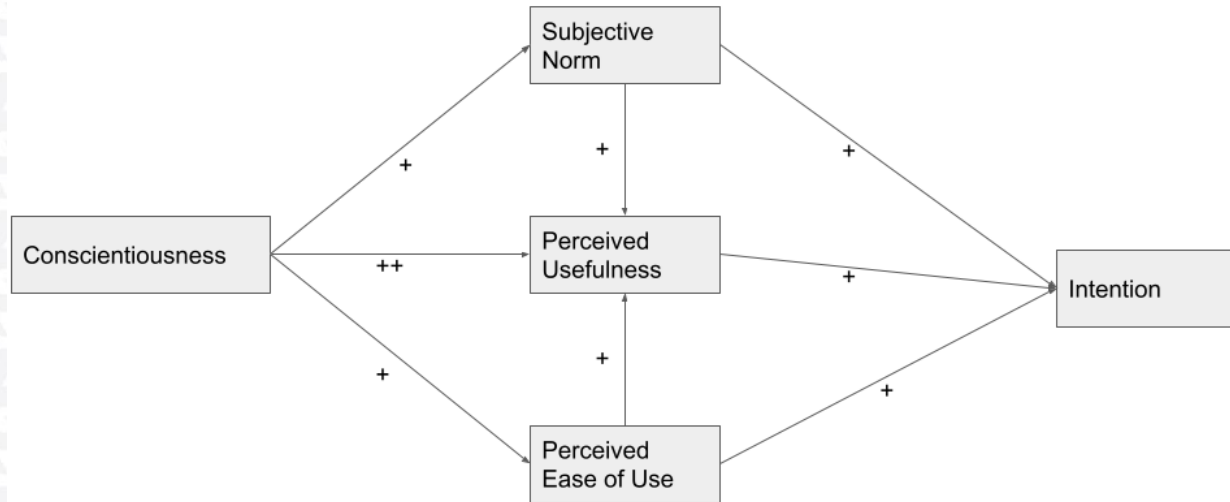 Subjective
Norm
+
+
+
Conscientiousness
++
Perceived
Usefulness
+
Intention
+
+
+
Perceived
Ease of Use